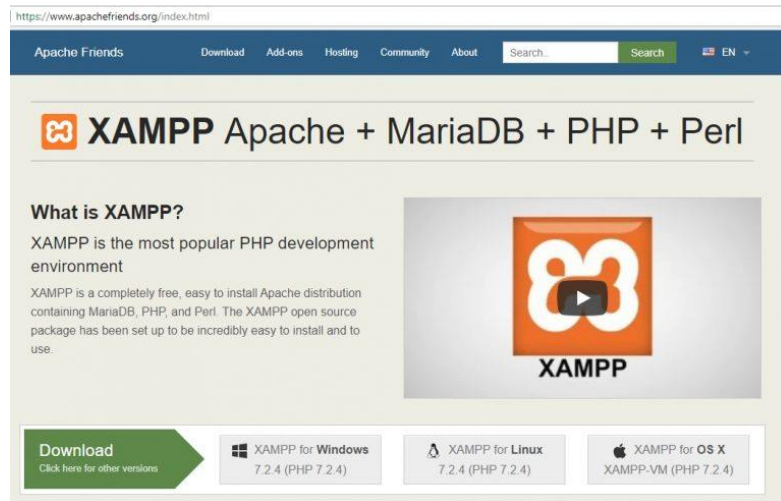 https://www.apachefriends.org/index.html
Apache Friends Download Add-ons Hosting Community About Search... Search EN
XAMPP Apache + MariaDB + PHP + Perl
What is XAMPP?
XAMPP is the most popular PHP development
environment
XAMPP is a completely free, easy to install Apache distribution
containing MariaDB, PHP, and Perl. The XAMPP open source
package has been set up to be incredibly easy to install and to
use.
XAMPP
Download
Click here for other versions
XAMPP for Windows
7.2.4 (PHP 7.2.4)
XAMPP for Linux
7.2.4 (PHP 7.2.4)
XAMPP for OS X
XAMPP-VM (PHP 7.2.4)